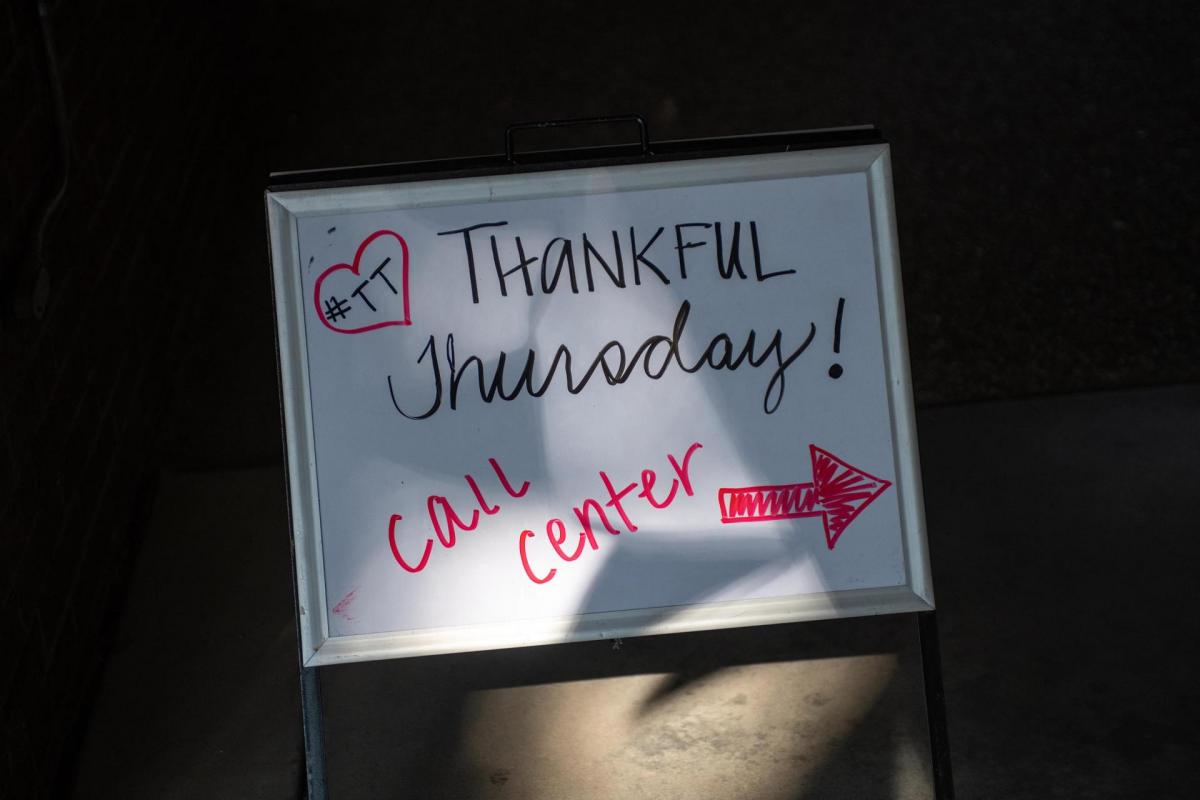 #TT
THANKFUL
Thursday!
call
center